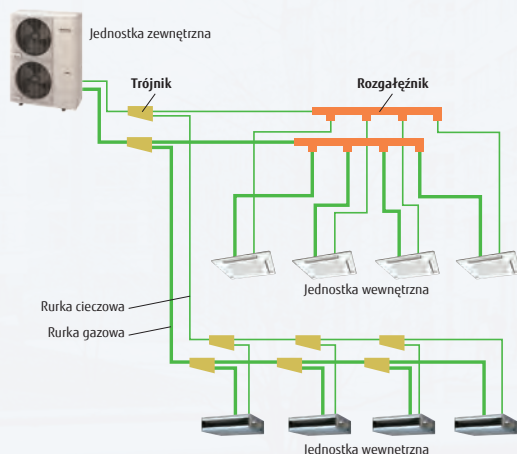 Jednostka zewnętrzna
Trójnik
Rozgałęźnik
Jednostka wewnętrzna
Rurka cieczowa
Rurka gazowa
Jednostka wewnętrzna